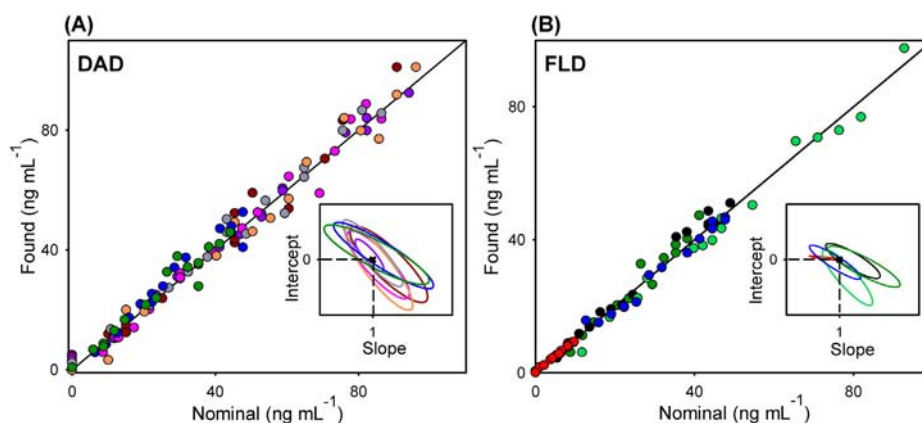 (A)
DAD
Found (ng mL⁻¹)
80
40
0
0
40
80
Nominal (ng mL⁻¹)
Intercept
0
1
Slope
(B)
FLD
Found (ng mL⁻¹)
80
40
0
0
40
80
Nominal (ng mL⁻¹)
Intercept
0
1
Slope